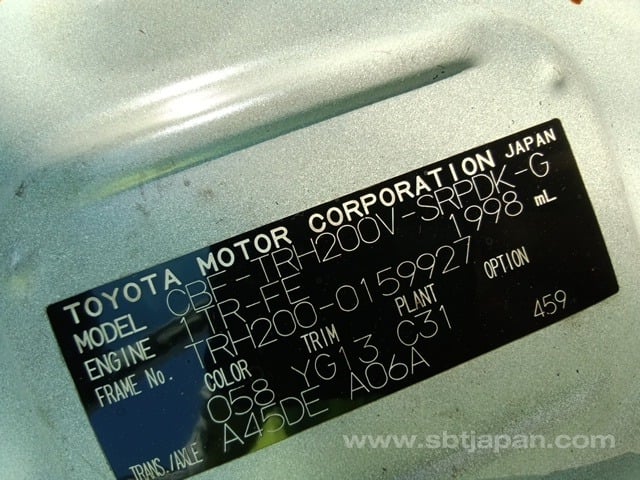 TOYOTA MOTOR CORPORATION JAPAN
MODEL CBF-TRH200V-SRPDK-G
ENGINE 1TR-FE 1998 mL
FRAME No. TRH200-0159927
COLOR TRIM PLANT OPTION
058 YG13 C31 459
TRANS./AXLE A45DE A06A
www.sbtjapan.com